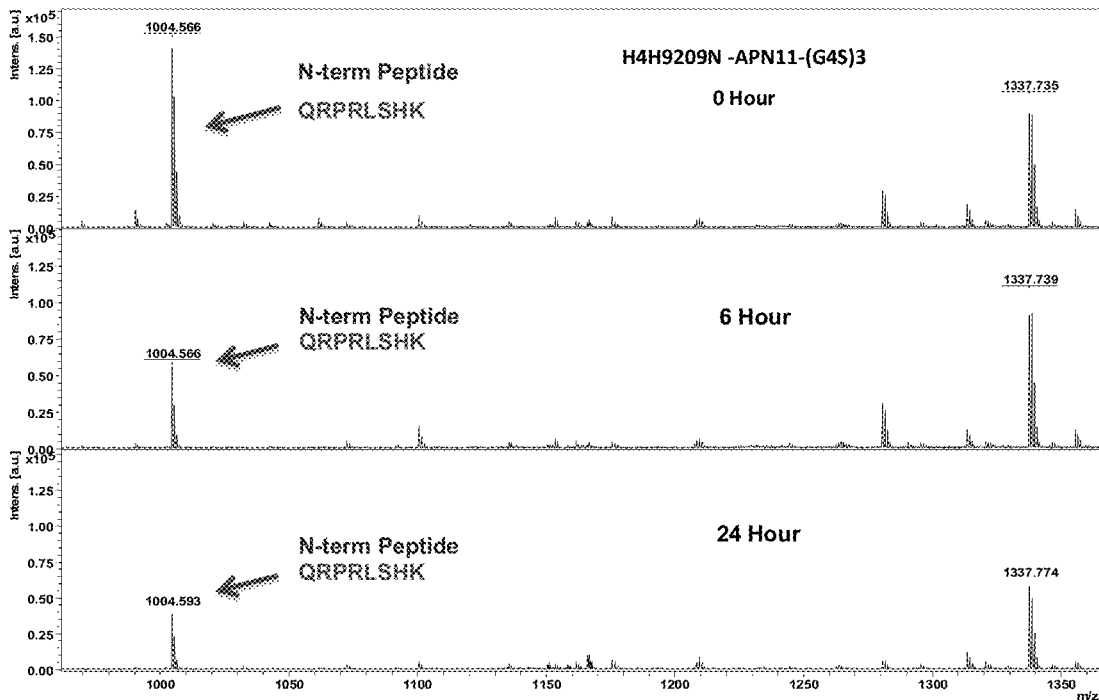 x10⁵
Intens. [a.u.]
1.50
1.25
1.00
0.75
0.50
0.25
0.00
1004.566
N-term Peptide
QRPRLSHK
H4H9209N -APN11-(G4S)3
0 Hour
1337.735
x10⁵
Intens. [a.u.]
1.25
1.00
0.75
0.50
0.25
0.00
1004.566
N-term Peptide
QRPRLSHK
6 Hour
1337.739
x10⁵
Intens. [a.u.]
1.25
1.00
0.75
0.50
0.25
0.00
1004.593
N-term Peptide
QRPRLSHK
24 Hour
1337.774
1000 1050 1100 1150 1200 1250 1300 1350
m/z